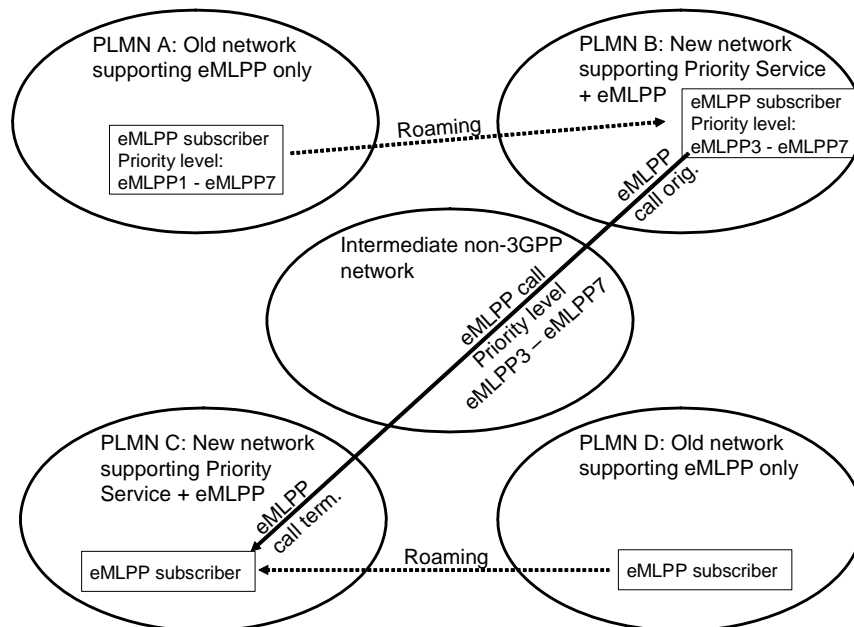 PLMN A: Old network
supporting eMLPP only
eMLPP subscriber
Priority level:
eMLPP1 - eMLPP7
Roaming
PLMN B: New network
supporting Priority Service
+ eMLPP
eMLPP subscriber
Priority level:
eMLPP3 - eMLPP7
eMLPP
call orig.
Intermediate non-3GPP
network
eMLPP call
Priority level
eMLPP3 – eMLPP7
PLMN C: New network
supporting Priority
Service + eMLPP
eMLPP
call term.
eMLPP subscriber
Roaming
PLMN D: Old network
supporting eMLPP only
eMLPP subscriber